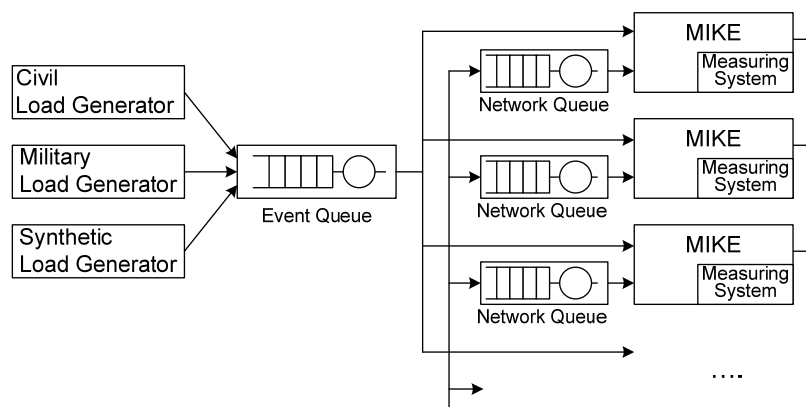 Civil
Load Generator
Military
Load Generator
Synthetic
Load Generator
Event Queue
Network Queue
MIKE
Measuring
System
Network Queue
MIKE
Measuring
System
Network Queue
MIKE
Measuring
System
....